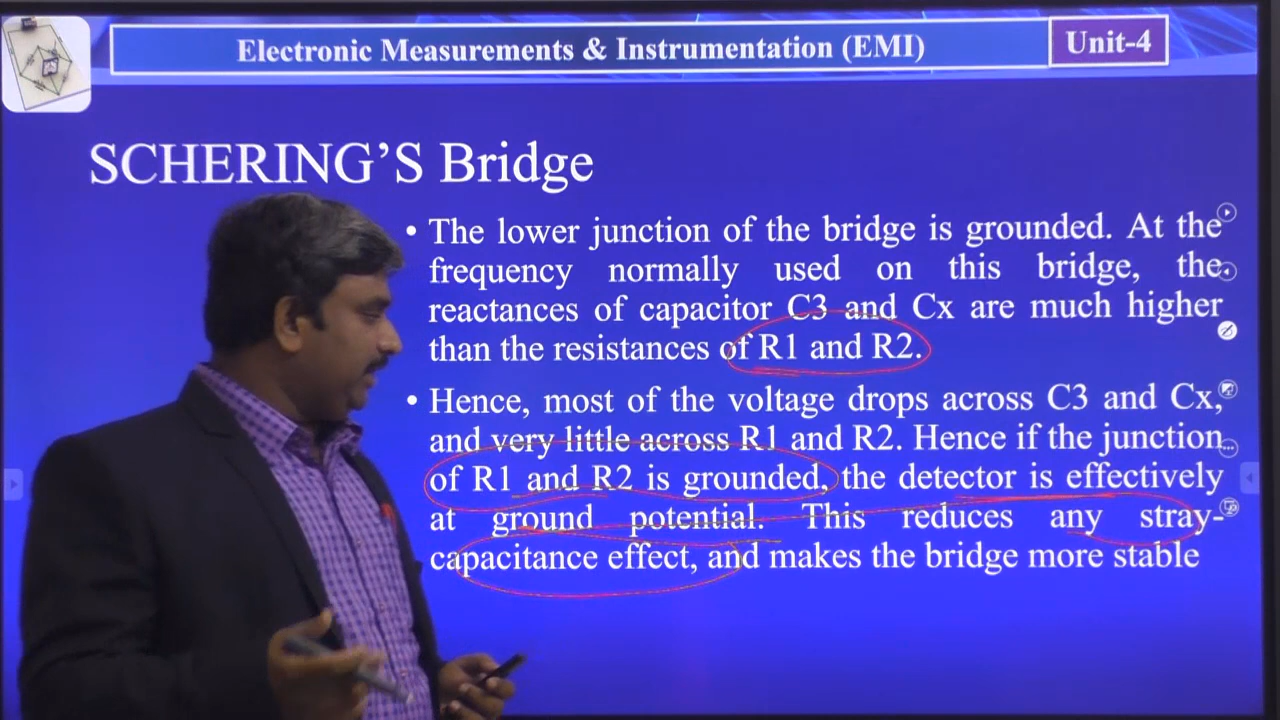 Electronic Measurements & Instrumentation (EMI)
Unit-4
SCHERING’S Bridge
• The lower junction of the bridge is grounded. At the
frequency normally used on this bridge, the
reactances of capacitor C3 and Cx are much higher
than the resistances of R1 and R2.
• Hence, most of the voltage drops across C3 and Cx,
and very little across R1 and R2. Hence if the junction
of R1 and R2 is grounded, the detector is effectively
at ground potential. This reduces any stray-
capacitance effect, and makes the bridge more stable